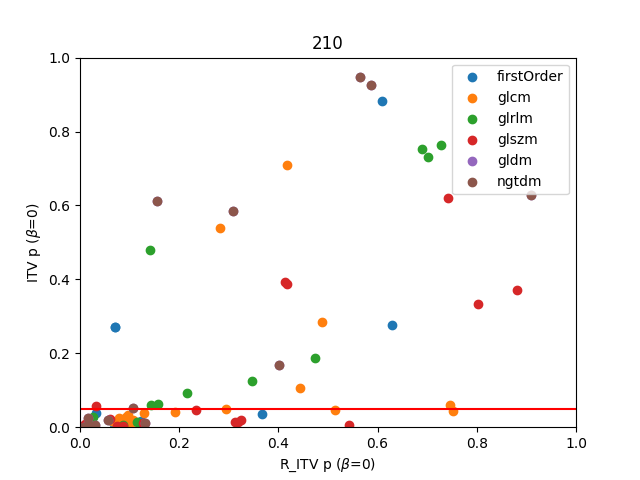 210
1.0
0.8
0.6
0.4
0.2
0.0
ITV p (β=0)
0.0 0.2 0.4 0.6 0.8 1.0
R_ITV p (β=0)
firstOrder
glcm
glrlm
glszm
gldm
ngtdm